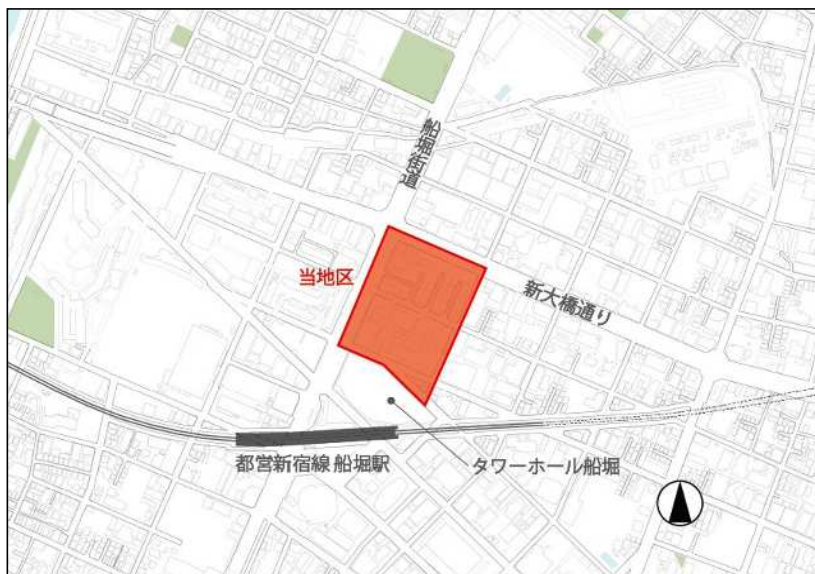 船堀街道
当地区
新大橋通り
都営新宿線 船堀駅
タワーホール船堀